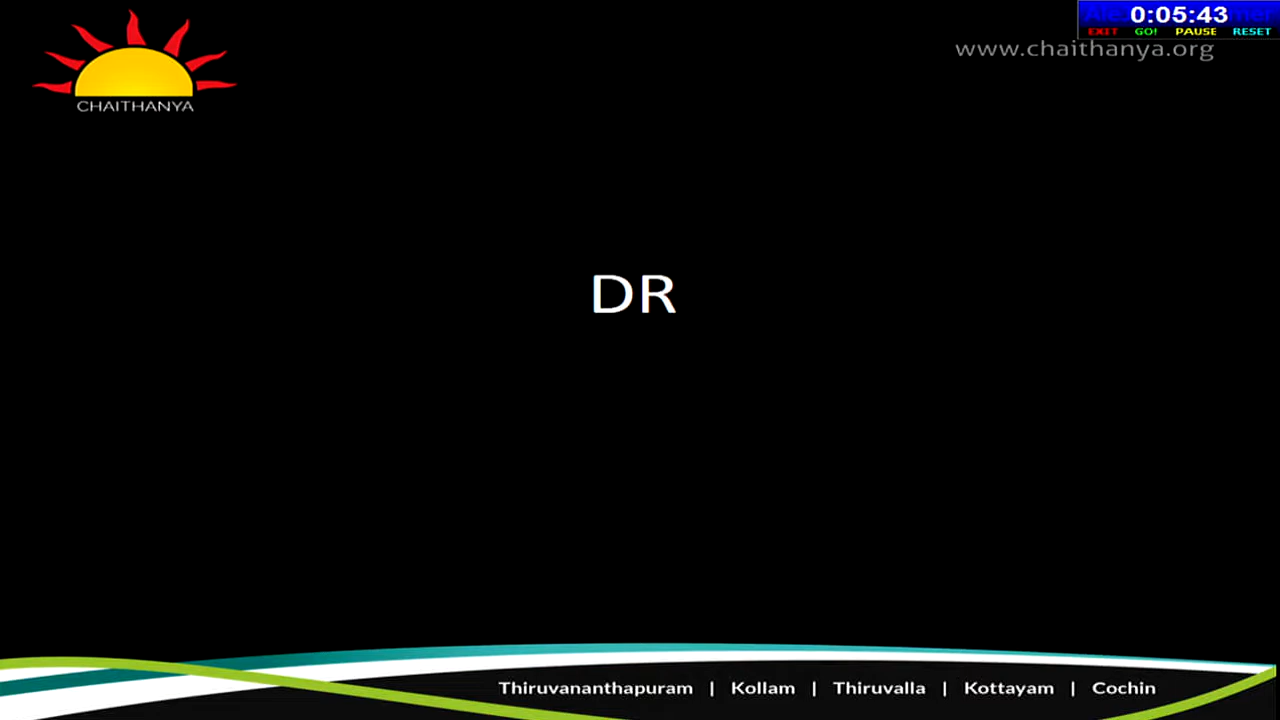 0:05:43
EXIT GO! PAUSE RESET
www.chaithanya.org
CHAITHANYA
DR
Thiruvananthapuram | Kollam | Thiruvalla | Kottayam | Cochin